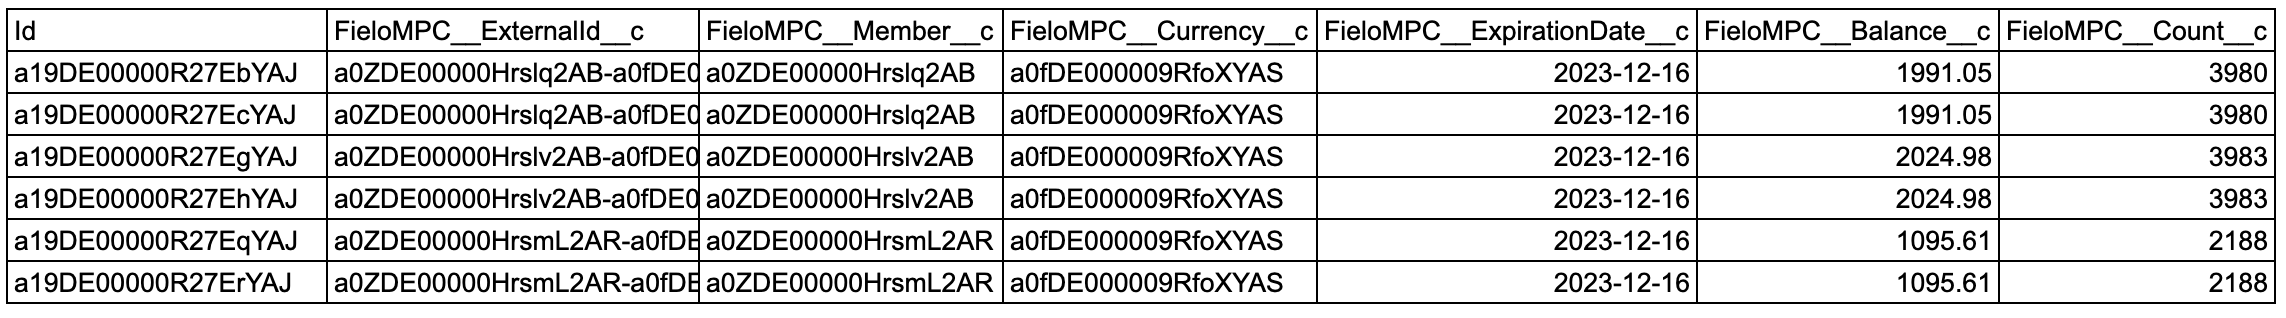 Id FieloMPC__ExternalId__c FieloMPC__Member__c FieloMPC__Currency__c FieloMPC__ExpirationDate__c FieloMPC__Balance__c FieloMPC__Count__c
a19DE00000R27EbYAJ a0ZDE00000Hrslq2AB-a0fDE0 a0ZDE00000Hrslq2AB a0fDE000009RfoXYAS 2023-12-16 1991.05 3980
a19DE00000R27EcYAJ a0ZDE00000Hrslq2AB-a0fDE0 a0ZDE00000Hrslq2AB a0fDE000009RfoXYAS 2023-12-16 1991.05 3980
a19DE00000R27EgYAJ a0ZDE00000Hrslv2AB-a0fDE0 a0ZDE00000Hrslv2AB a0fDE000009RfoXYAS 2023-12-16 2024.98 3983
a19DE00000R27EhYAJ a0ZDE00000Hrslv2AB-a0fDE0 a0ZDE00000Hrslv2AB a0fDE000009RfoXYAS 2023-12-16 2024.98 3983
a19DE00000R27EqYAJ a0ZDE00000HrsmL2AR-a0fDE a0ZDE00000HrsmL2AR a0fDE000009RfoXYAS 2023-12-16 1095.61 2188
a19DE00000R27ErYAJ a0ZDE00000HrsmL2AR-a0fDE a0ZDE00000HrsmL2AR a0fDE000009RfoXYAS 2023-12-16 1095.61 2188